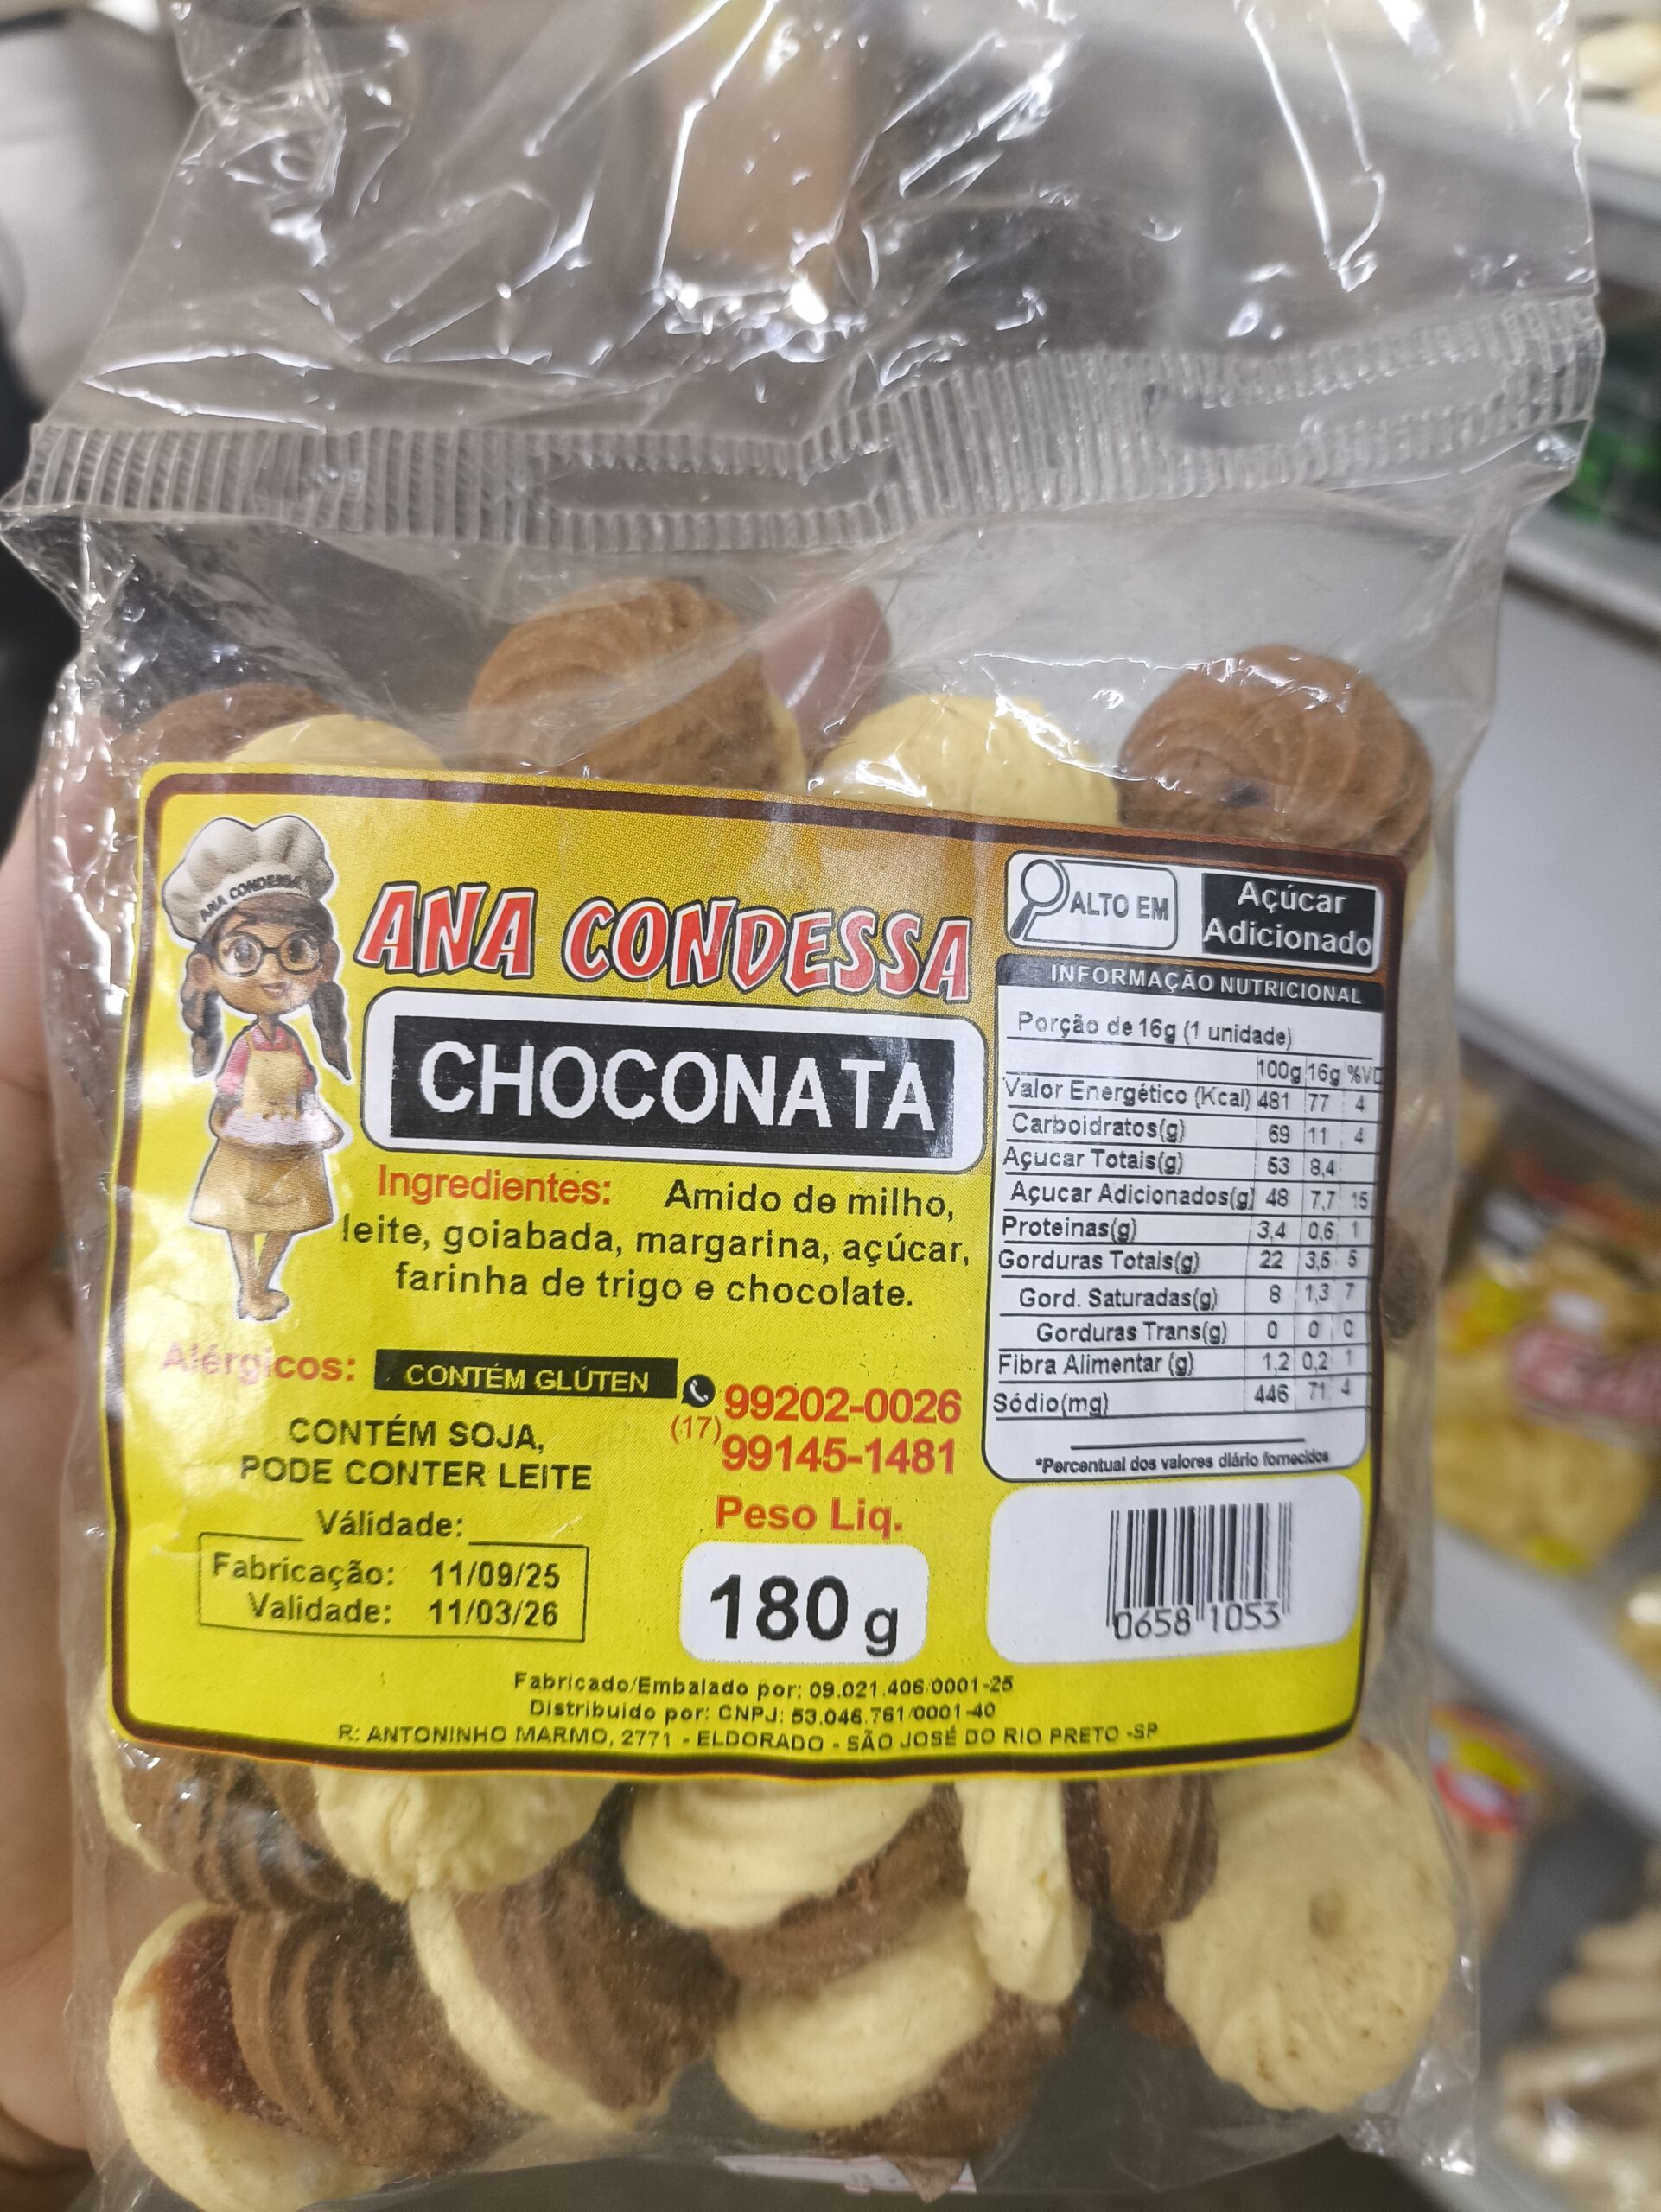 ANA CONDESSA
ANA CONDESSA
CHOCONATA
Ingredientes: Amido de milho,
leite, goiabada, margarina, açúcar,
farinha de trigo e chocolate.
Alérgicos: CONTÉM GLÚTEN
CONTÉM SOJA,
PODE CONTER LEITE
(17) 99202-0026
99145-1481
Válidade:
Fabricação: 11/09/25
Validade: 11/03/26
Peso Liq.
180 g
ALTO EM
Açúcar
Adicionado
INFORMAÇÃO NUTRICIONAL
Porção de 16g (1 unidade)
100g 16g %VD
Valor Energético (Kcal) 481 77 4
Carboidratos(g) 69 11 4
Açucar Totais(g) 53 8,4
Açucar Adicionados(g) 48 7,7 15
Proteinas(g) 3,4 0,6 1
Gorduras Totais(g) 22 3,5 5
Gord. Saturadas(g) 8 1,3 7
Gorduras Trans(g) 0 0 0
Fibra Alimentar (g) 1,2 0,2 1
Sódio(mg) 446 71 4
*Percentual dos valores diário fornecidos
0658 1053
Fabricado/Embalado por: 09.021.406/0001-25
Distribuido por: CNPJ: 53.046.761/0001-40
R: ANTONINHO MARMO, 2771 - ELDORADO - SÃO JOSÉ DO RIO PRETO -SP